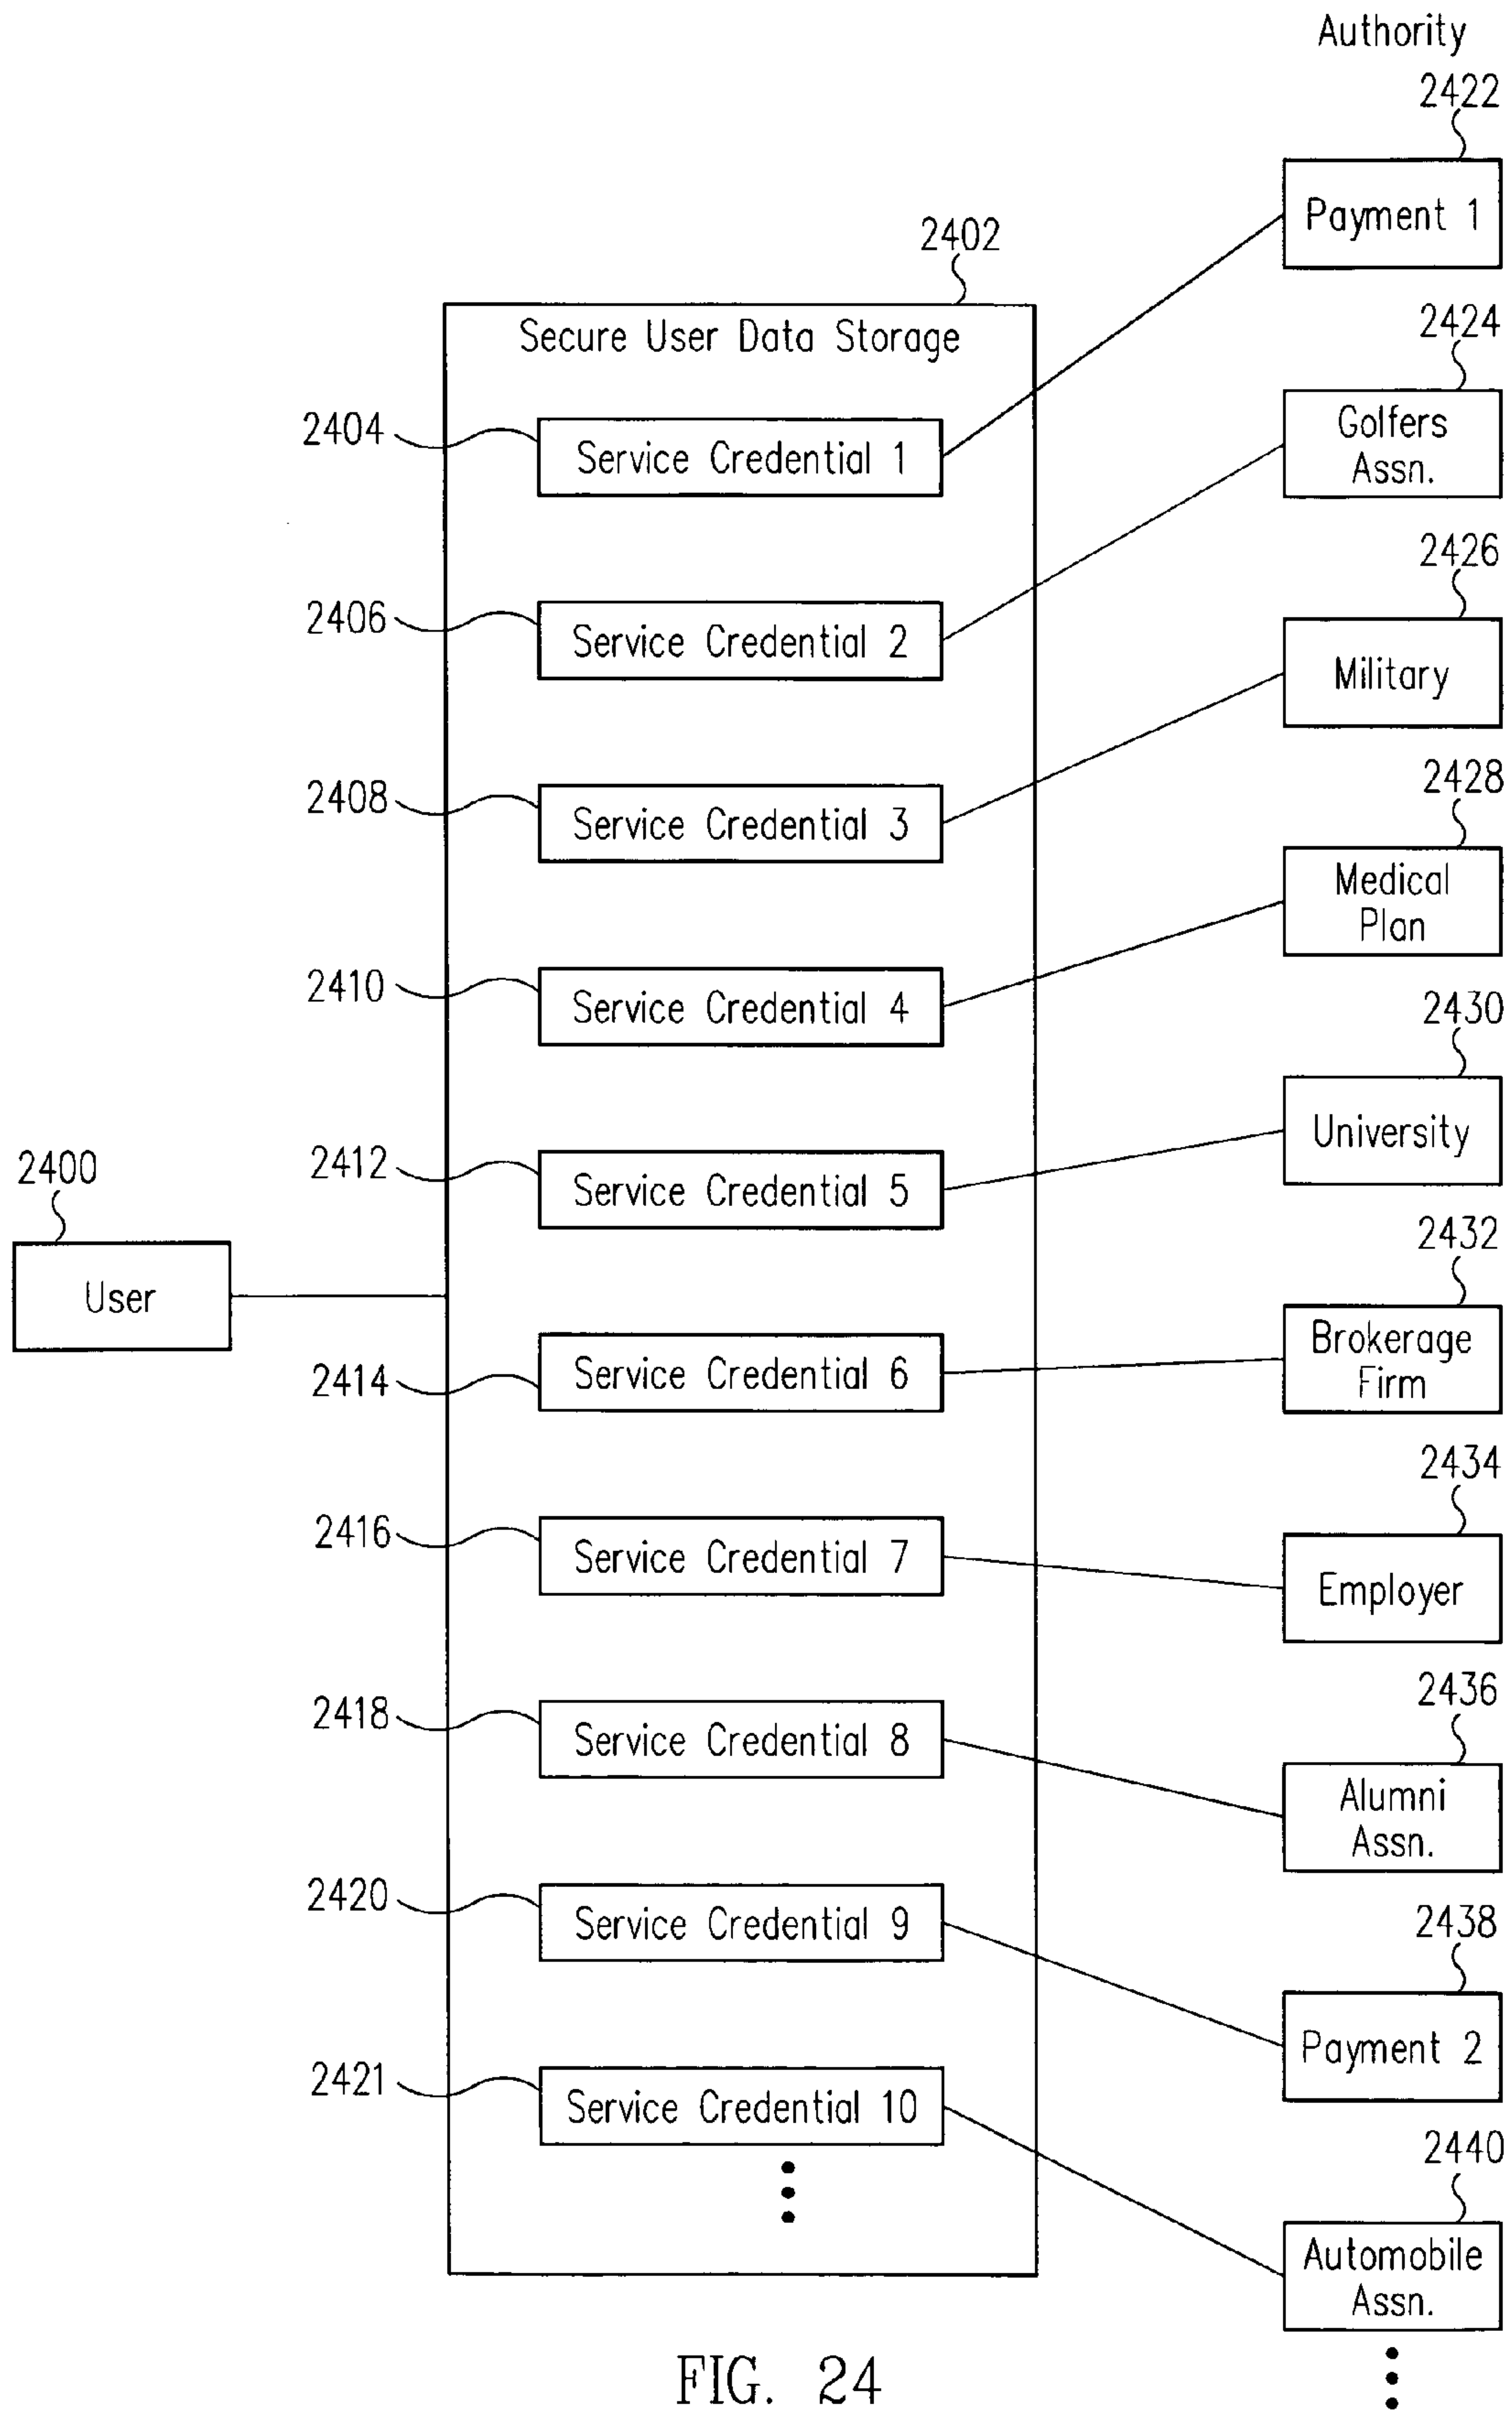 Authority
2422
Payment 1
2402
Secure User Data Storage
2424
Golfers
Assn.
2404
Service Credential 1
2426
Military
2406
Service Credential 2
2428
Medical
Plan
2408
Service Credential 3
2410
Service Credential 4
2430
University
2412
Service Credential 5
2400
User
2432
Brokerage
Firm
2414
Service Credential 6
2434
Employer
2416
Service Credential 7
2436
Alumni
Assn.
2418
Service Credential 8
2438
Payment 2
2420
Service Credential 9
2421
Service Credential 10
2440
Automobile
Assn.
FIG. 24